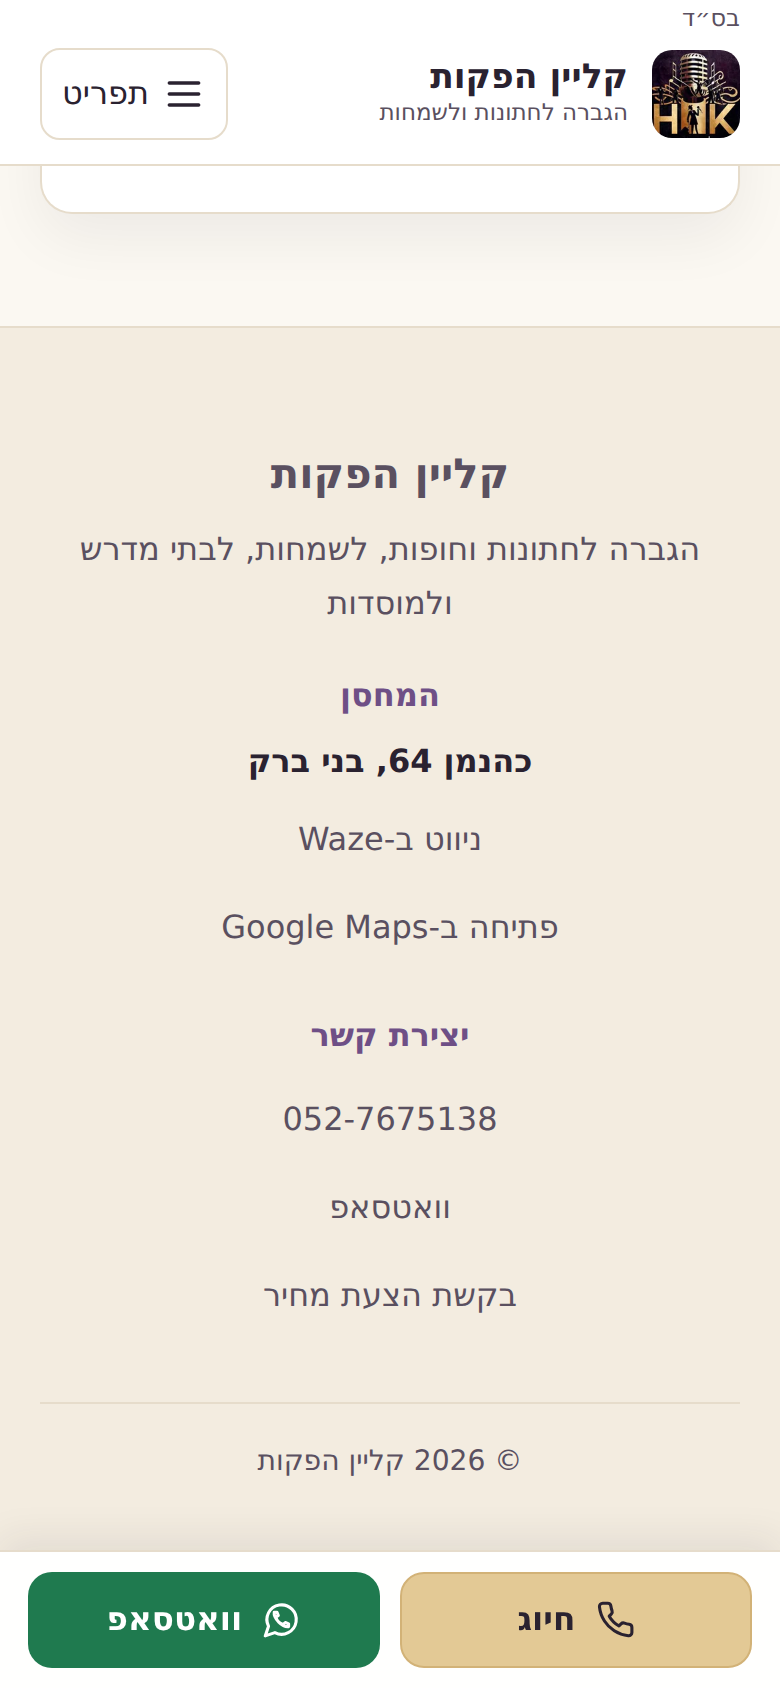 בס״ד
קליין הפקות
הגברה לחתונות ולשמחות
תפריט
HK
קליין הפקות
הגברה לחתונות וחופות, לשמחות, לבתי מדרש
ולמוסדות
המחסן
כהנמן 64, בני ברק
ניווט ב-Waze
פתיחה ב-Google Maps
יצירת קשר
052-7675138
וואטסאפ
בקשת הצעת מחיר
© 2026 קליין הפקות
חיוג
וואטסאפ